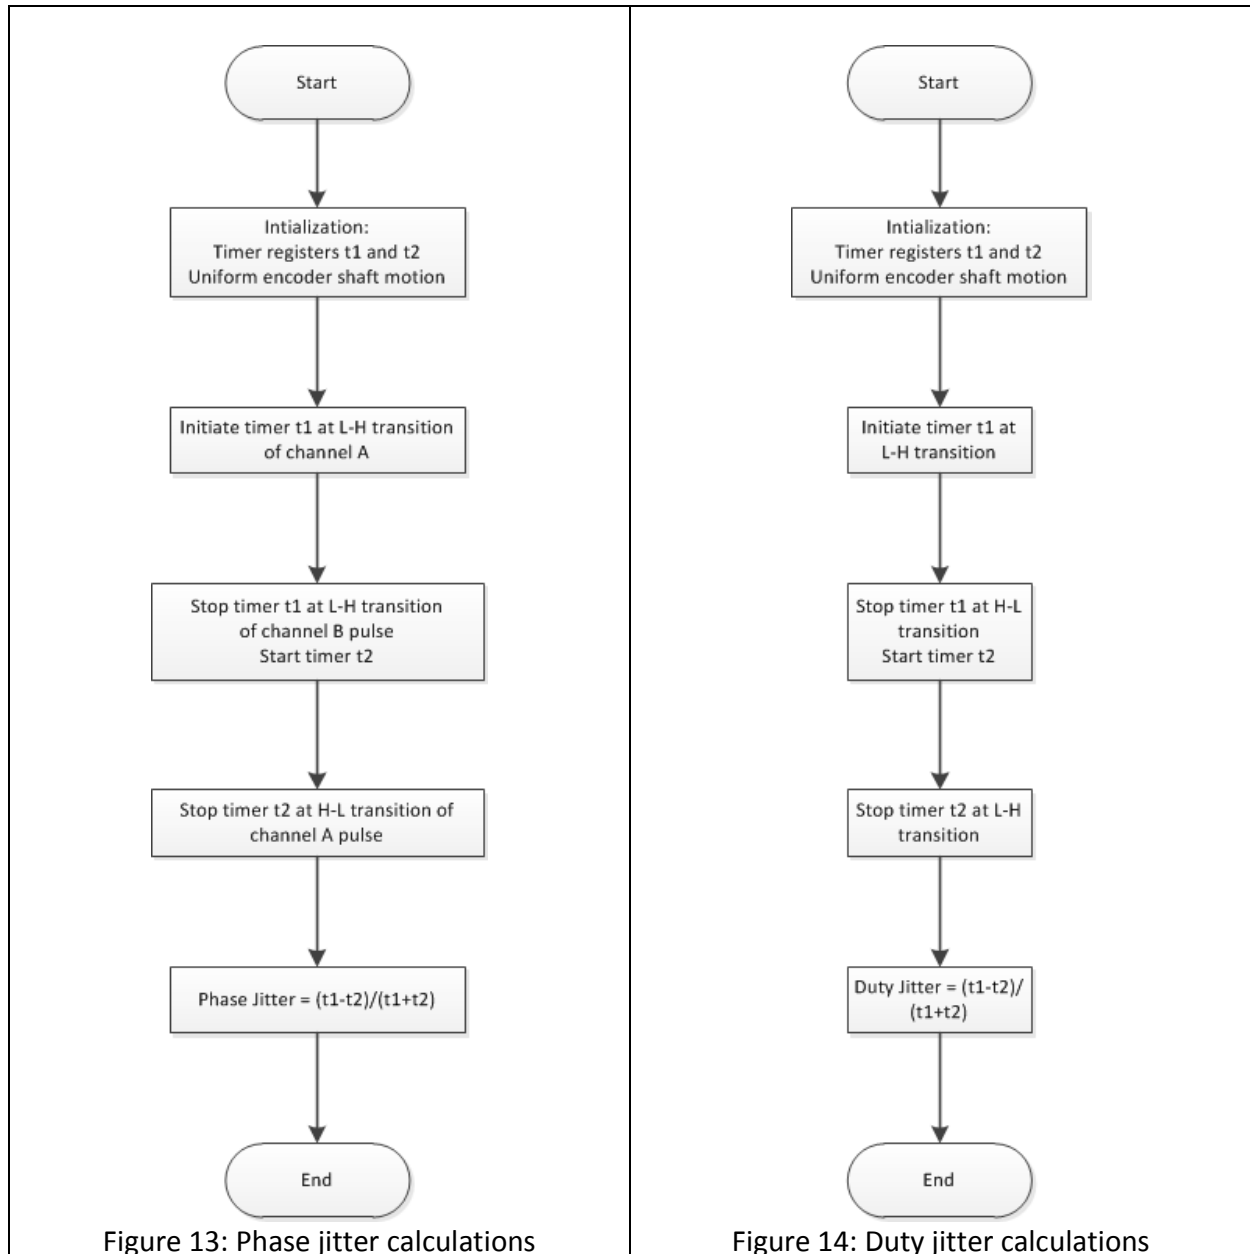 Start
Intialization:
Timer registers t1 and t2
Uniform encoder shaft motion
Initiate timer t1 at L-H transition
of channel A
Stop timer t1 at L-H transition
of channel B pulse
Start timer t2
Stop timer t2 at H-L transition of
channel A pulse
Phase Jitter = (t1-t2)/(t1+t2)
End
Figure 13: Phase jitter calculations
Start
Intialization:
Timer registers t1 and t2
Uniform encoder shaft motion
Initiate timer t1 at
L-H transition
Stop timer t1 at H-L
transition
Start timer t2
Stop timer t2 at L-H
transition
Duty Jitter = (t1-t2)/
(t1+t2)
End
Figure 14: Duty jitter calculations